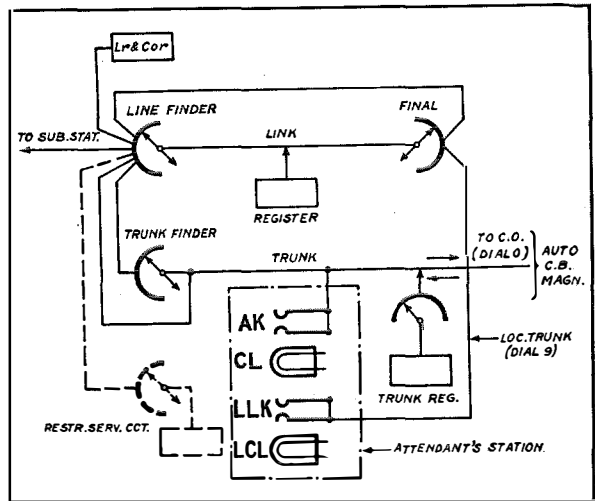 Lr & Cor
LINE FINDER
FINAL
TO SUB.STAT.
LINK
REGISTER
TRUNK FINDER
TRUNK
TO C.O.
(DIAL 0)
AUTO
C.B.
MAGN.
AK
CL
LOC.TRUNK
(DIAL 9)
TRUNK REG.
LLK
RESTR.SERV.CCT.
LCL
ATTENDANT'S STATION.